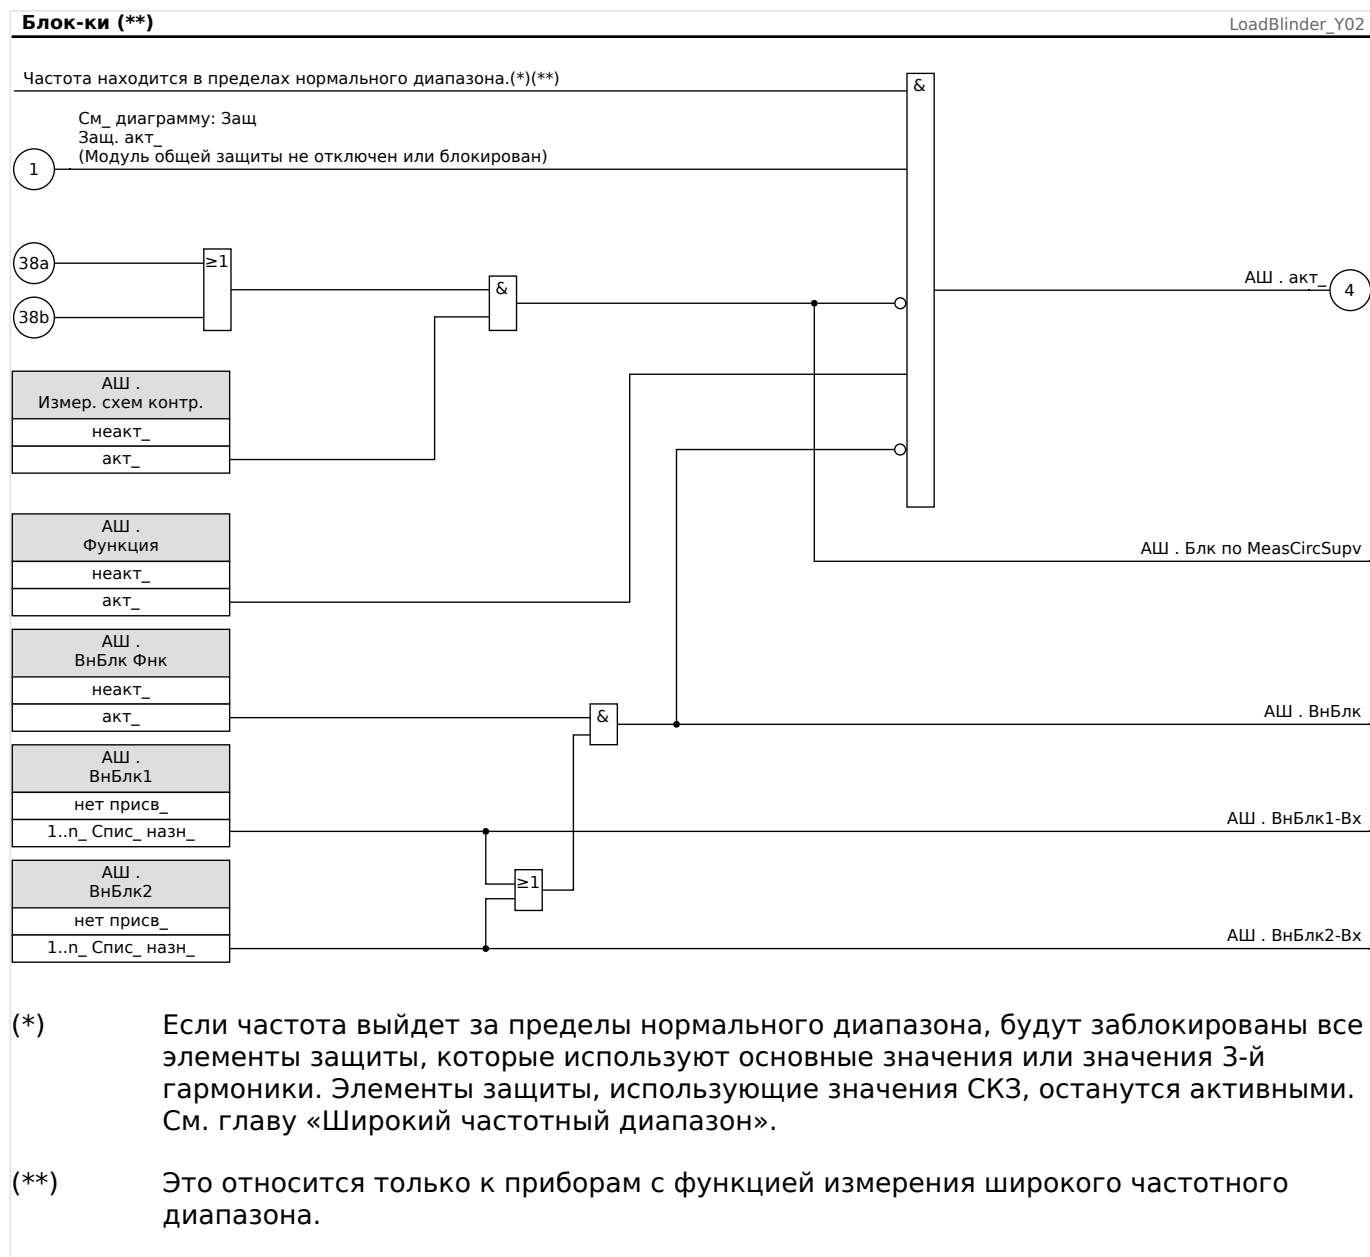 Блок-ки (**)
LoadBlinder_Y02
Частота находится в пределах нормального диапазона.(*)(**)
&
См_ диаграмму: Защ
Защ. акт_
(Модуль общей защиты не отключен или блокирован)
1
38a
≥1
&
АШ . акт_
4
38b
АШ .
Измер. схем контр.
неакт_
акт_
АШ .
Функция
неакт_
акт_
АШ . Блк по MeasCircSupv
АШ .
ВнБлк Фнк
неакт_
акт_
&
АШ . ВнБлк
АШ .
ВнБлк1
нет присв_
1..n_ Спис_ назн_
АШ . ВнБлк1-Вх
АШ .
ВнБлк2
≥1
нет присв_
1..n_ Спис_ назн_
АШ . ВнБлк2-Вх
(*) Если частота выйдет за пределы нормального диапазона, будут заблокированы все
элементы защиты, которые используют основные значения или значения 3-й
гармоники. Элементы защиты, использующие значения СКЗ, останутся активными.
См. главу «Широкий частотный диапазон».
(**) Это относится только к приборам с функцией измерения широкого частотного
диапазона.